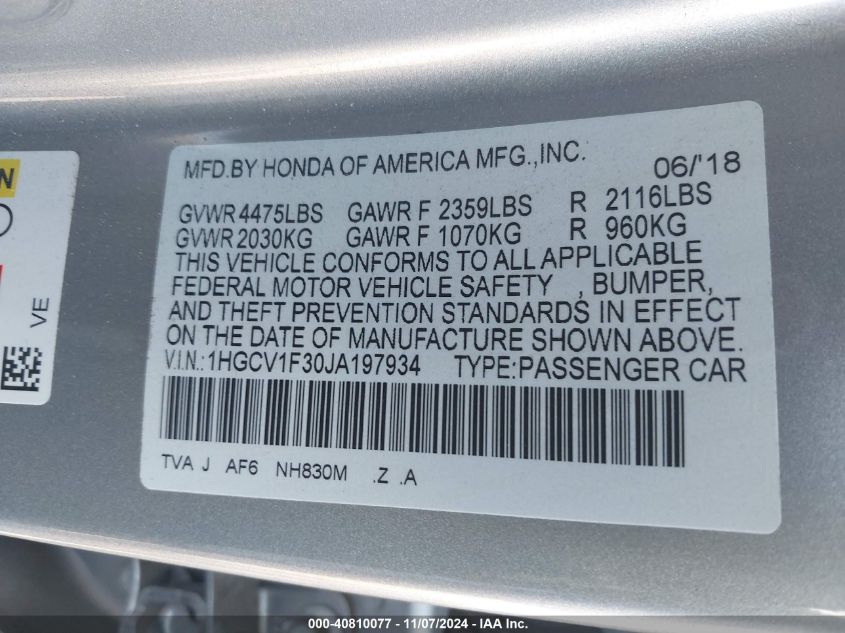 MFD.BY HONDA OF AMERICA MFG.,INC. 06/'18
GVWR 4475LBS GAWR F 2359LBS R 2116LBS
GVWR 2030KG GAWR F 1070KG R 960KG
THIS VEHICLE CONFORMS TO ALL APPLICABLE
FEDERAL MOTOR VEHICLE SAFETY , BUMPER,
AND THEFT PREVENTION STANDARDS IN EFFECT
ON THE DATE OF MANUFACTURE SHOWN ABOVE.
V.I.N.:1HGCV1F30JA197934 TYPE:PASSENGER CAR
TVA J AF6 NH830M .Z .A
N
VE
000-40810077 - 11/07/2024 - IAA Inc.